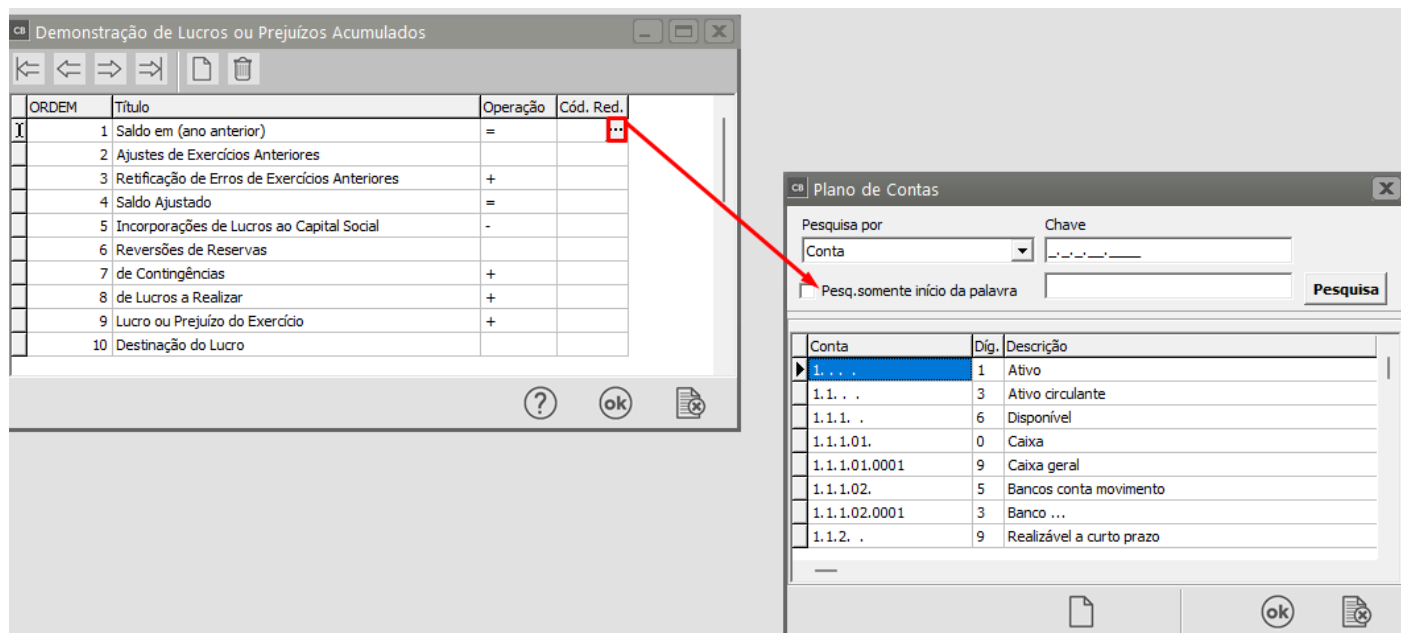 CB Demonstração de Lucros ou Prejuízos Acumulados
ORDEM Título Operação Cód. Red.
1 Saldo em (ano anterior) = ...
2 Ajustes de Exercícios Anteriores
3 Retificação de Erros de Exercícios Anteriores +
4 Saldo Ajustado =
5 Incorporações de Lucros ao Capital Social -
6 Reversões de Reservas
7 de Contingências +
8 de Lucros a Realizar +
9 Lucro ou Prejuízo do Exercício +
10 Destinação do Lucro
? ok
CB Plano de Contas
Pesquisa por Chave
Conta _._._.__.____
Pesq.somente início da palavra Pesquisa
Conta Díg. Descrição
1. . . . 1 Ativo
1.1. . . 3 Ativo circulante
1.1.1. . 6 Disponível
1.1.1.01. 0 Caixa
1.1.1.01.0001 9 Caixa geral
1.1.1.02. 5 Bancos conta movimento
1.1.1.02.0001 3 Banco ...
1.1.2. . 9 Realizável a curto prazo
ok